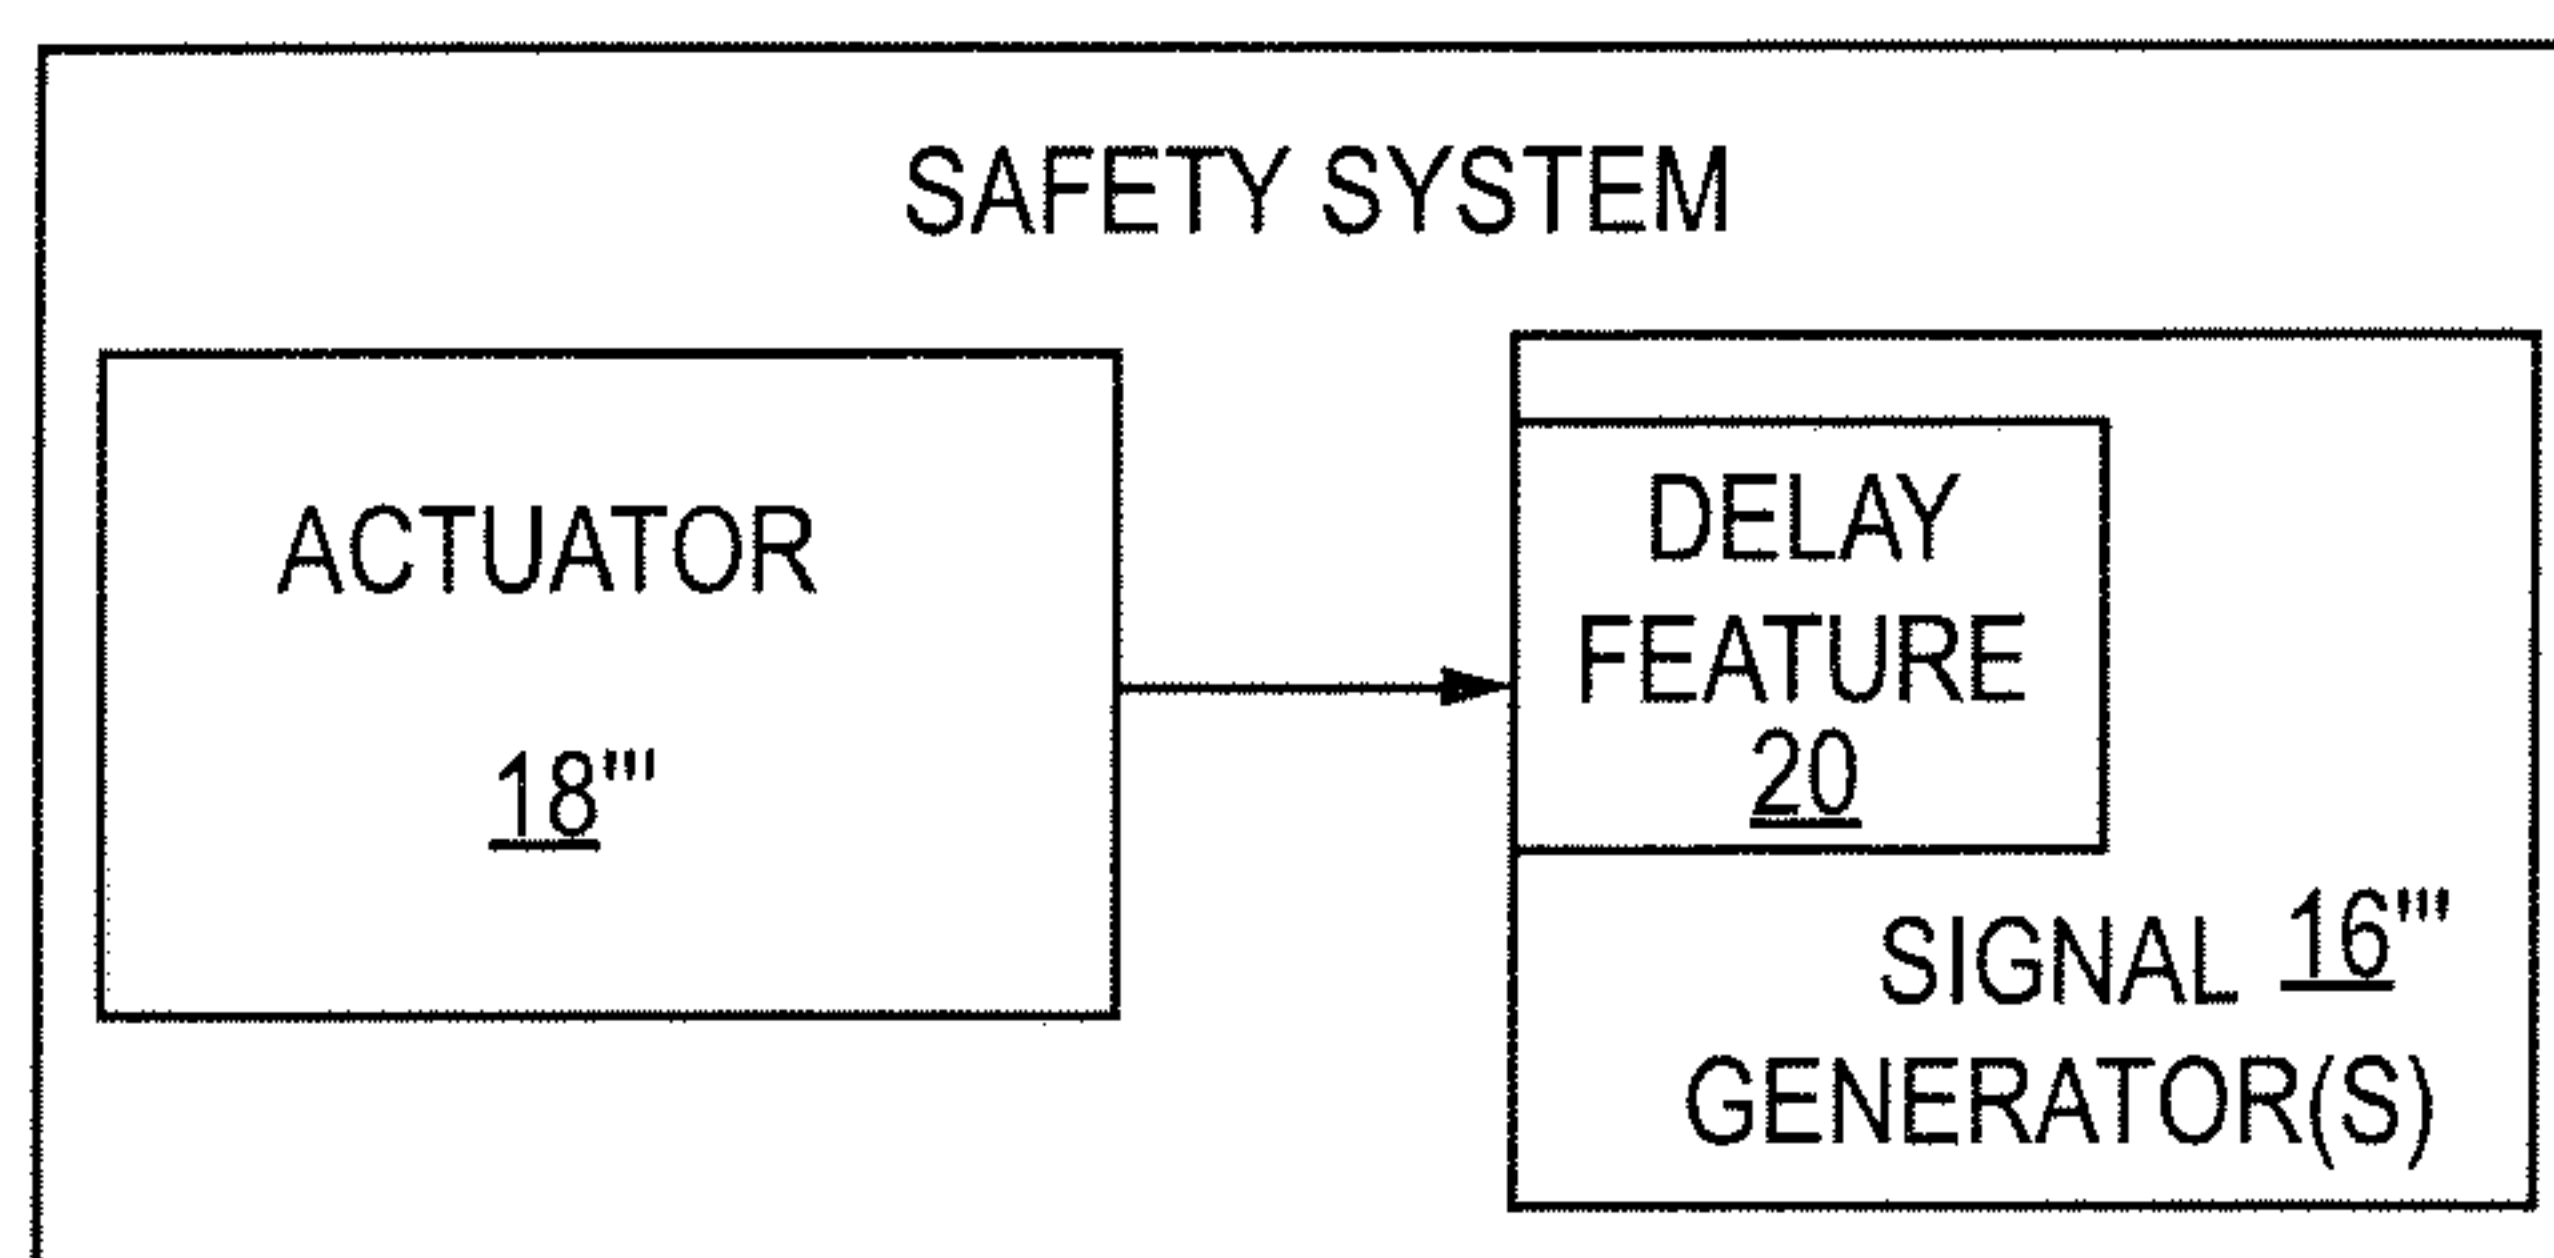 SAFETY SYSTEM
ACTUATOR
18'''
DELAY
FEATURE
20
SIGNAL 16'''
GENERATOR(S)